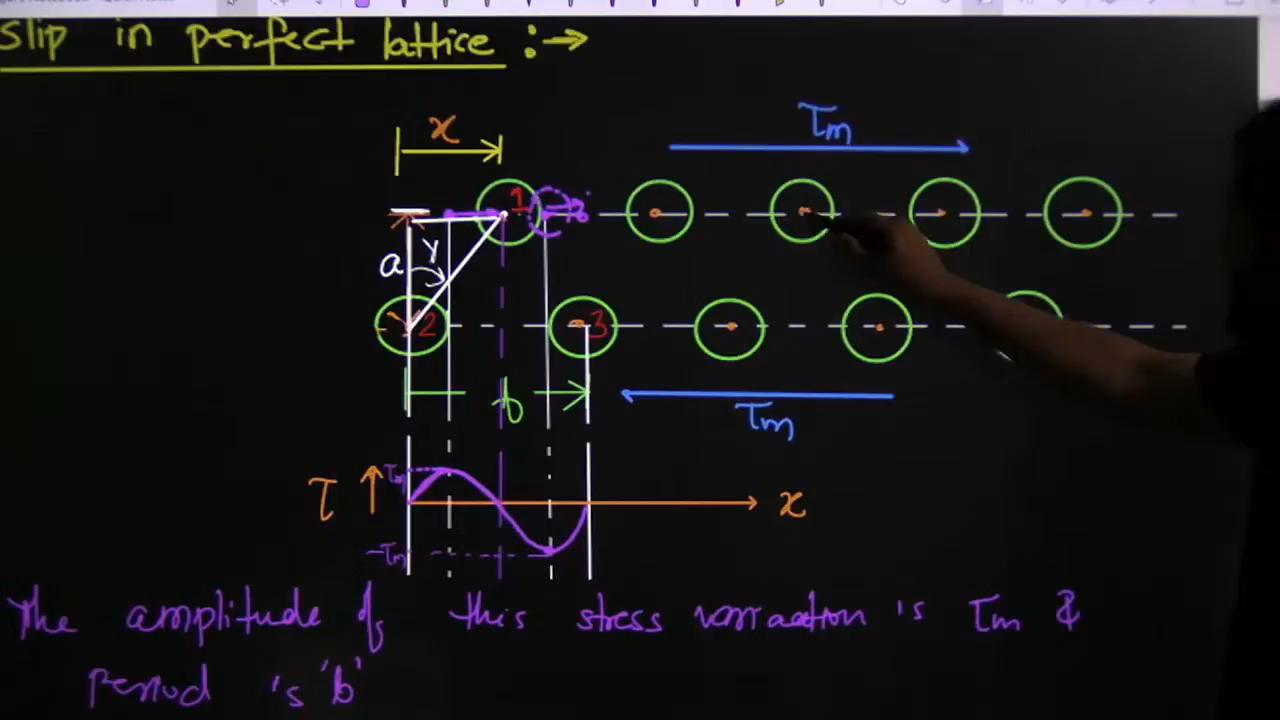 Slip in perfect lattice :→
x
τm
1
a
γ
2
3
b
τm
τm
τ
x
-τm
The amplitude of this stress variation is τm &
Period is 'b'